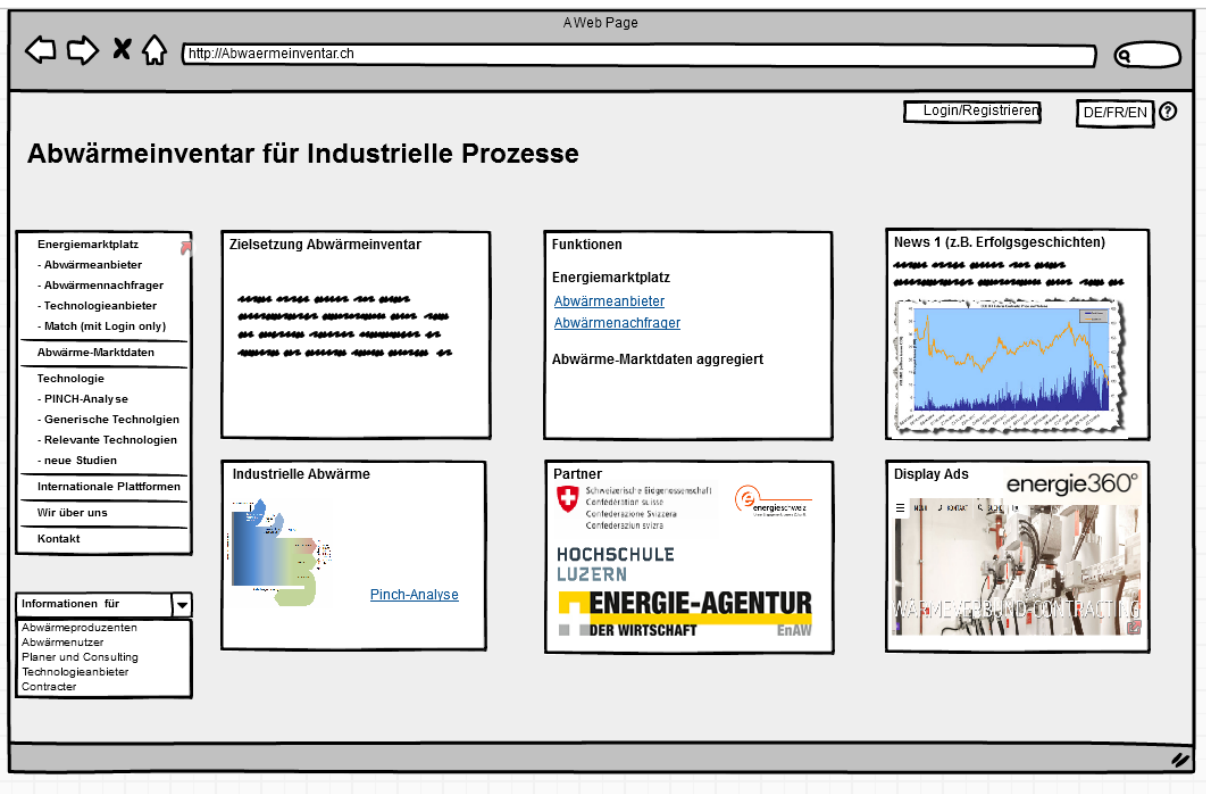 A Web Page
http://Abwaermeinventar.ch
Login/Registrieren
DE/FR/EN
?
Abwärmeinventar für Industrielle Prozesse
Energiemarktplatz
- Abwärmeanbieter
- Abwärmennachfrager
- Technologieanbieter
- Match (mit Login only)
Abwärme-Marktdaten
Technologie
- PINCH-Analyse
- Generische Technolgien
- Relevante Technologien
- neue Studien
Internationale Plattformen
Wir über uns
Kontakt
Informationen für
Abwärmeproduzenten
Abwärmenutzer
Planer und Consulting
Technologieanbieter
Contracter
Zielsetzung Abwärmeinventar
Funktionen
Energiemarktplatz
Abwärmeanbieter
Abwärmenachfrager
Abwärme-Marktdaten aggregiert
News 1 (z.B. Erfolgsgeschichten)
Industrielle Abwärme
Pinch-Analyse
Partner
Schweizerische Eidgenossenschaft
Confédération suisse
Confederazione Svizzera
Confederaziun svizra
energieschweiz
HOCHSCHULE
LUZERN
ENERGIE-AGENTUR
DER WIRTSCHAFT
EnAW
Display Ads
energie360°
KONTAKT
WÄRMEVERBUND-CONTRACTING